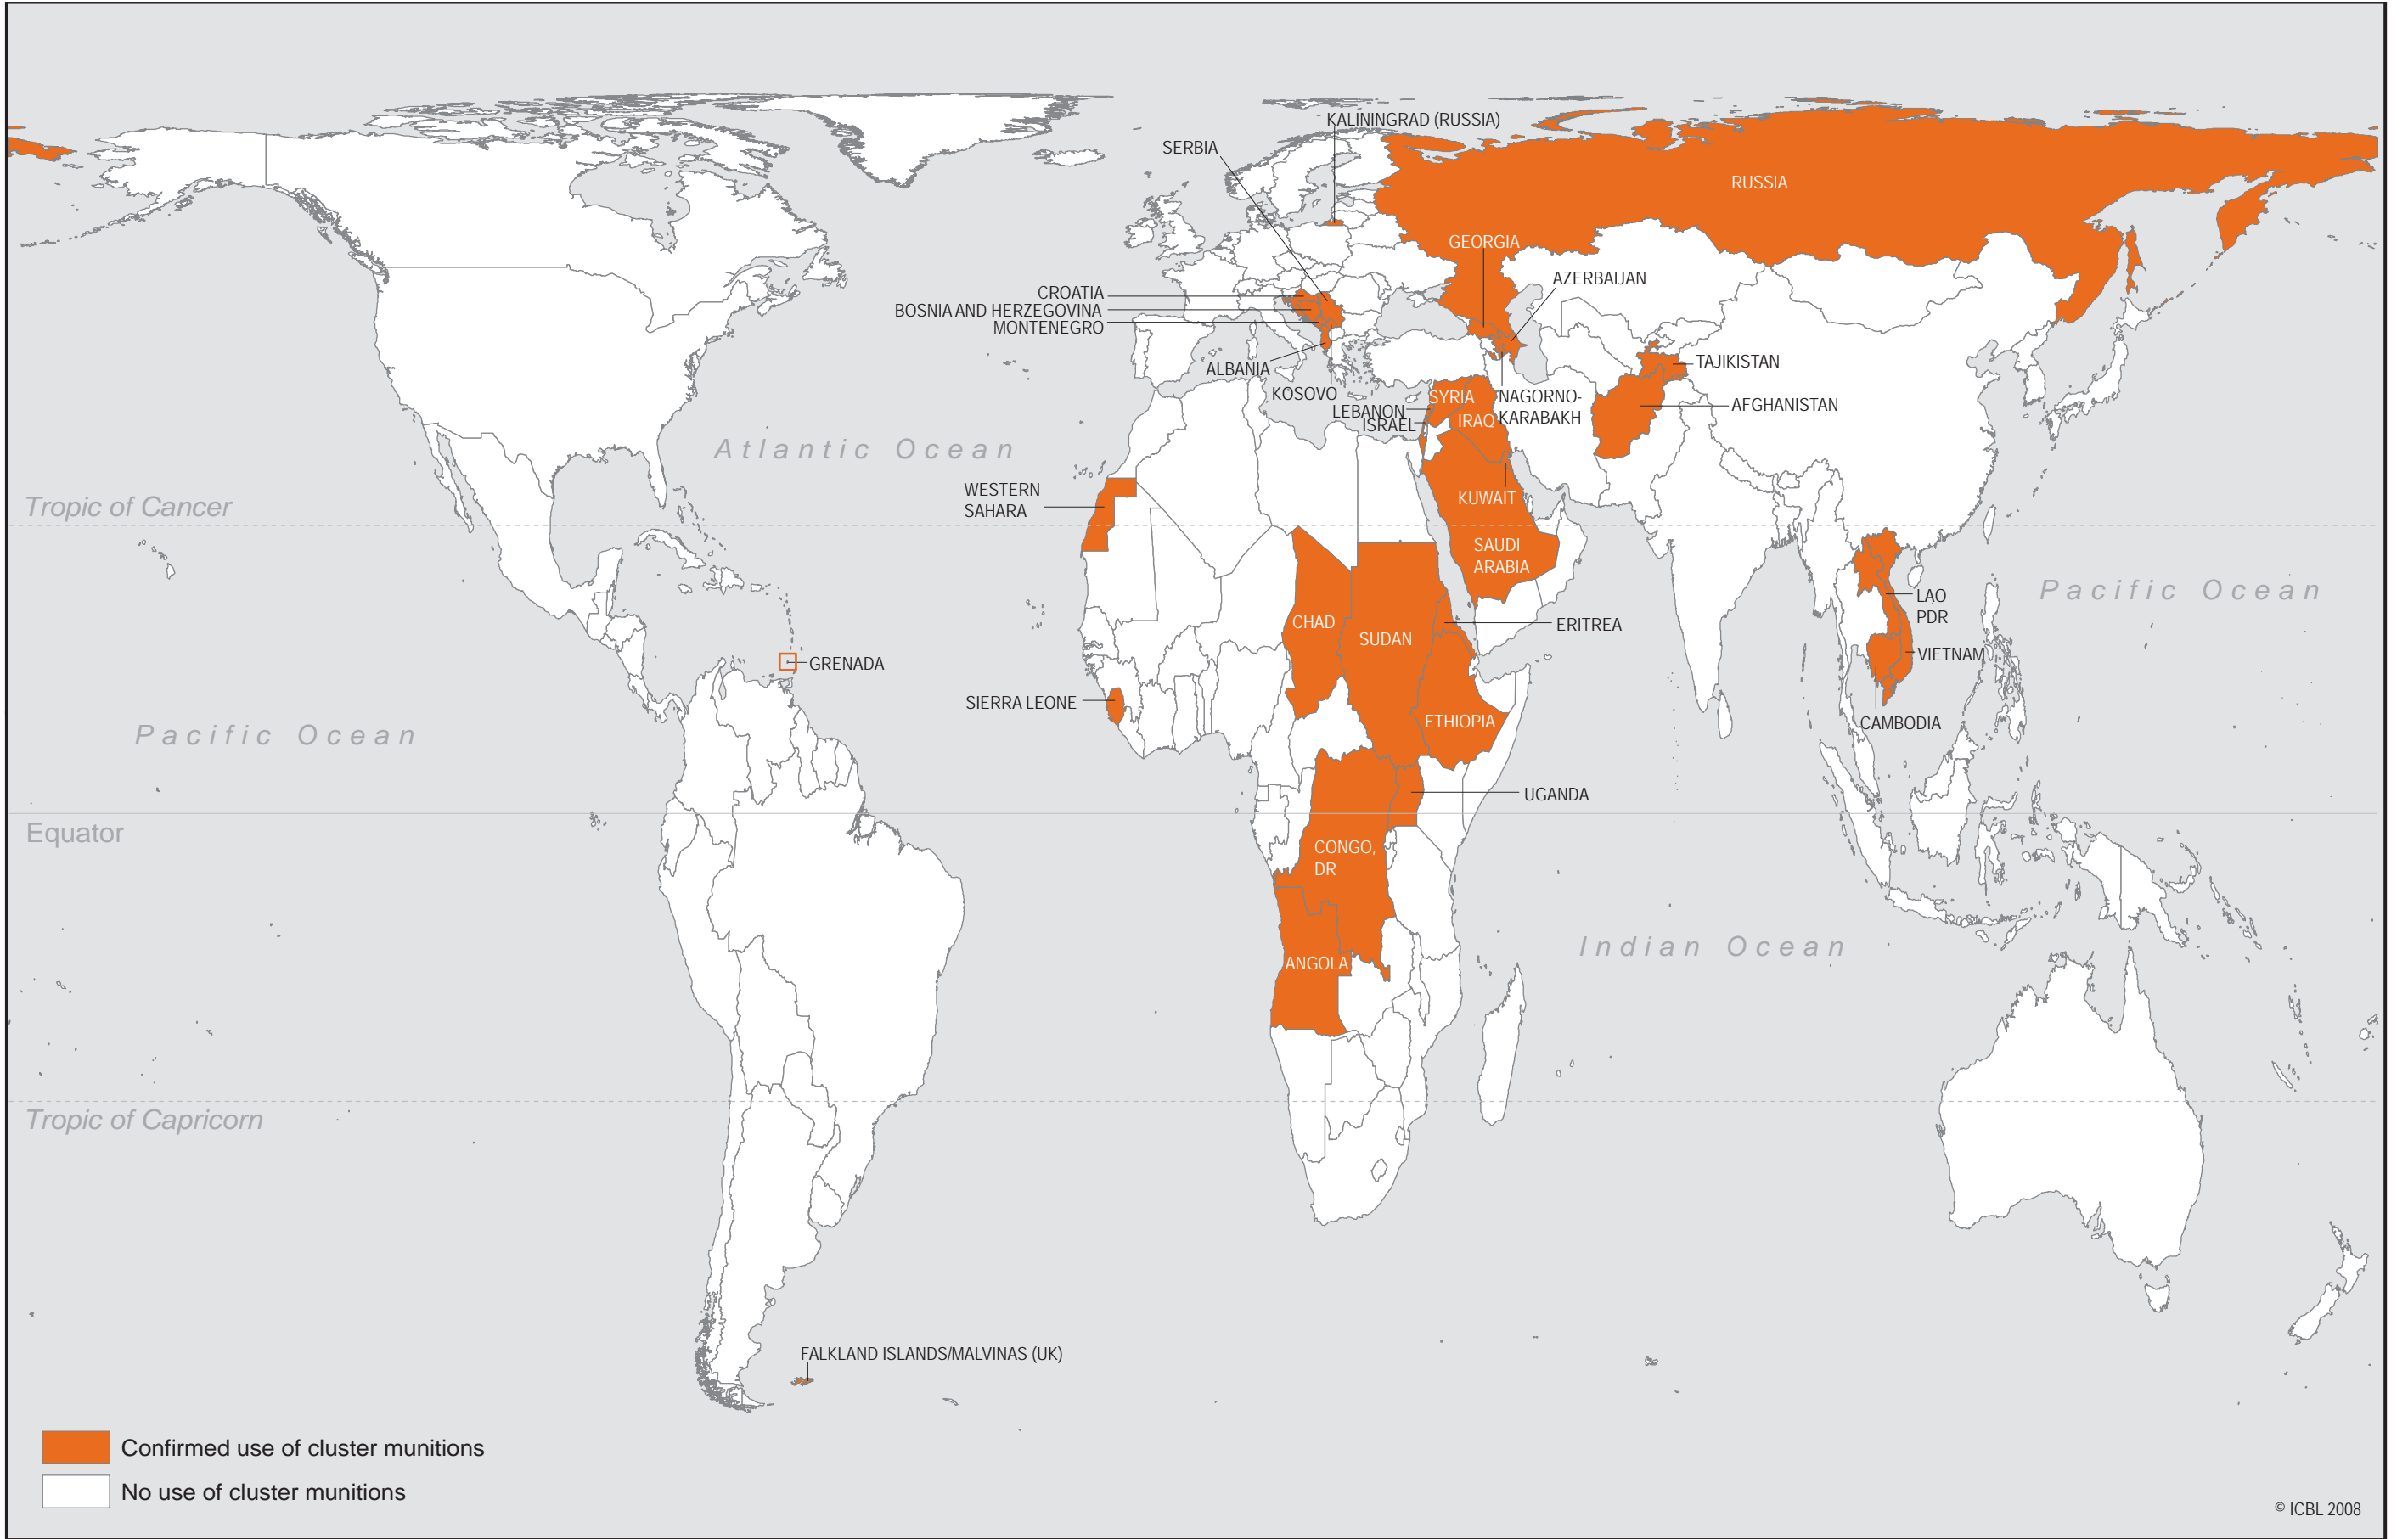 KALININGRAD (RUSSIA)
SERBIA
RUSSIA
GEORGIA
AZERBAIJAN
CROATIA
BOSNIA AND HERZEGOVINA
MONTENEGRO
ALBANIA
KOSOVO
TAJIKISTAN
AFGHANISTAN
SYRIA
NAGORNO-
KARABAKH
LEBANON
ISRAEL
IRAQ
Atlantic Ocean
WESTERN
SAHARA
KUWAIT
Tropic of Cancer
SAUDI
ARABIA
Pacific Ocean
LAO
PDR
CHAD
SUDAN
ERITREA
VIETNAM
GRENADA
SIERRA LEONE
ETHIOPIA
CAMBODIA
Pacific Ocean
UGANDA
Equator
CONGO,
DR
Indian Ocean
ANGOLA
Tropic of Capricorn
FALKLAND ISLANDS/MALVINAS (UK)
Confirmed use of cluster munitions
No use of cluster munitions
© ICBL 2008